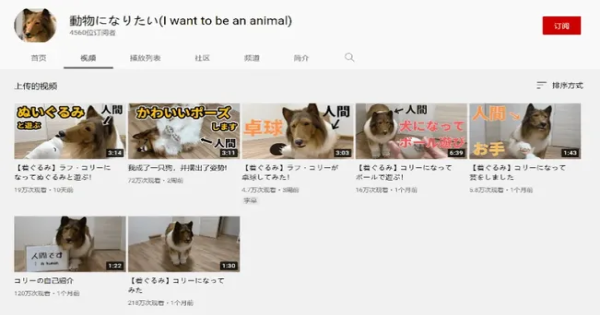 動物になりたい(I want to be an animal)
4560位订阅者
订阅
首页 视频 播放列表 社区 频道 简介
上传的视频
排序方式
ぬいぐるみ
と遊ぶ
人間
3:14
かわいいポーズ
します
人間
3:11
卓球
人間
3:03
人間
犬になって
ボール遊び
6:39
人間
お手
1:43
【着ぐるみ】ラフ・コリーに
なってぬぐるみと遊ぶ!
19万次观看・10天前
我成了一只狗、并摆出了姿势!
72万次观看・2周前
【着ぐるみ】ラフ・コリーが
卓球してみた!
4.7万次观看・3周前
字幕
【着ぐるみ】コリーになって
ボールで遊ぶ!
16万次观看・1个月前
【着ぐるみ】コリーになって
芸をしました
6.8万次观看・1个月前
人間です
1:22
1:30
コリーの自己紹介
120万次观看・1个月前
【着ぐるみ】コリーになって
みた
218万次观看・1个月前